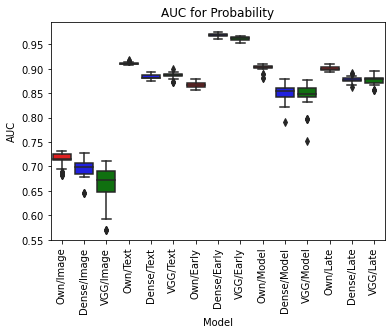 AUC for Probability
AUC
0.95
0.90
0.85
0.80
0.75
0.70
0.65
0.60
0.55
Own/Image
Dense/Image
VGG/Image
Own/Text
Dense/Text
VGG/Text
Own/Early
Dense/Early
VGG/Early
Own/Model
Dense/Model
VGG/Model
Own/Late
Dense/Late
VGG/Late
Model